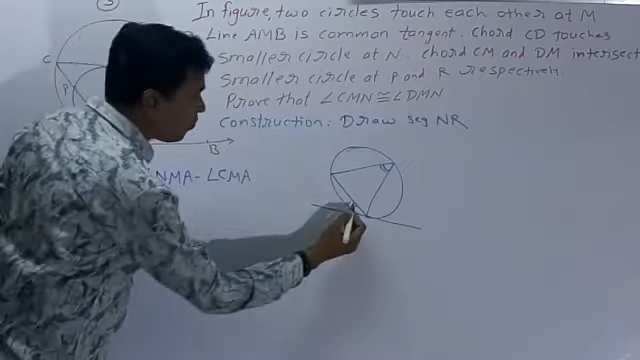 3
In figure, two circles touch each other at M
Line AMB is common tangent. Chord CD touches
smaller circle at N. chord CM and DM intersect
C
smaller circle at P and R respectively.
P
Prove that ∠CMN ≅ ∠DMN
Construction: Draw seg NR
B
NMA - ∠CMA